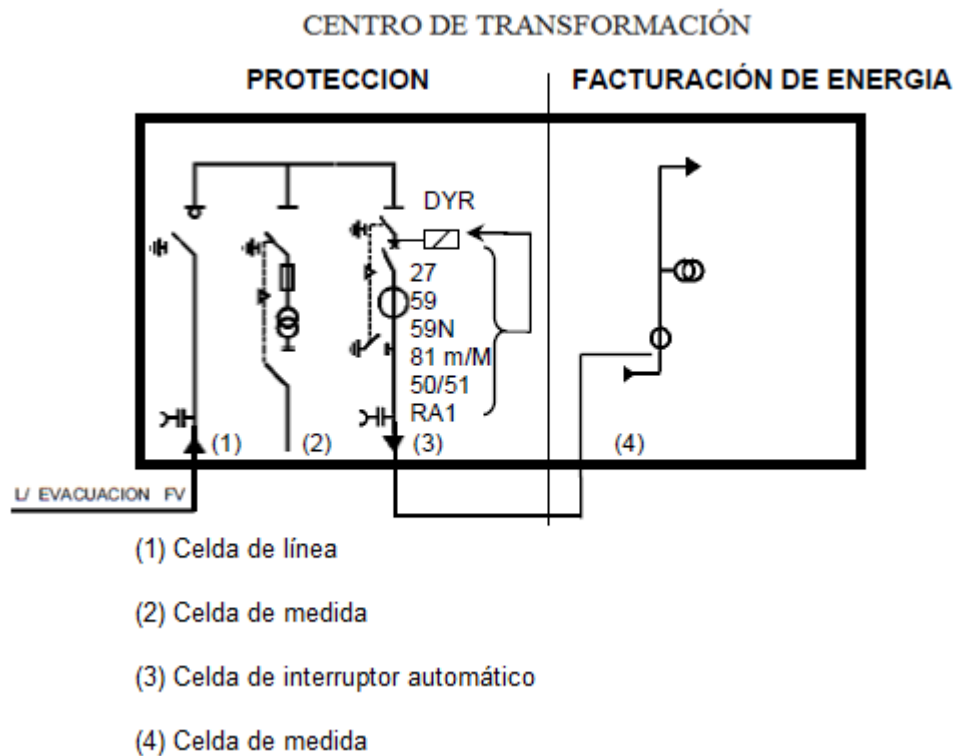 CENTRO DE TRANSFORMACIÓN
PROTECCION
FACTURACIÓN DE ENERGIA
DYR
27
59
59N
81 m/M
50/51
RA1
(1)
(2)
(3)
(4)
L/ EVACUACION FV
(1) Celda de línea
(2) Celda de medida
(3) Celda de interruptor automático
(4) Celda de medida